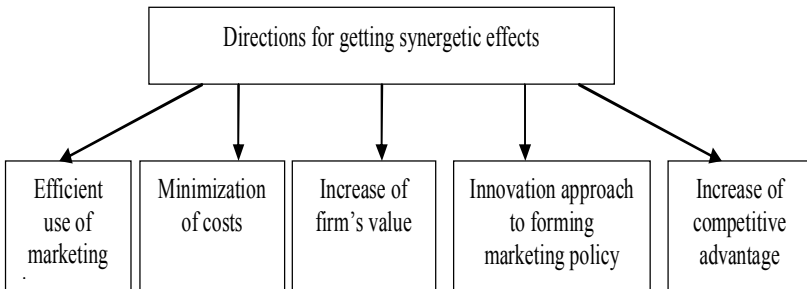 Directions for getting synergetic effects
Efficient
use of
marketing
Minimization
of costs
Increase of
firm's value
Innovation approach
to forming
marketing policy
Increase of
competitive
advantage